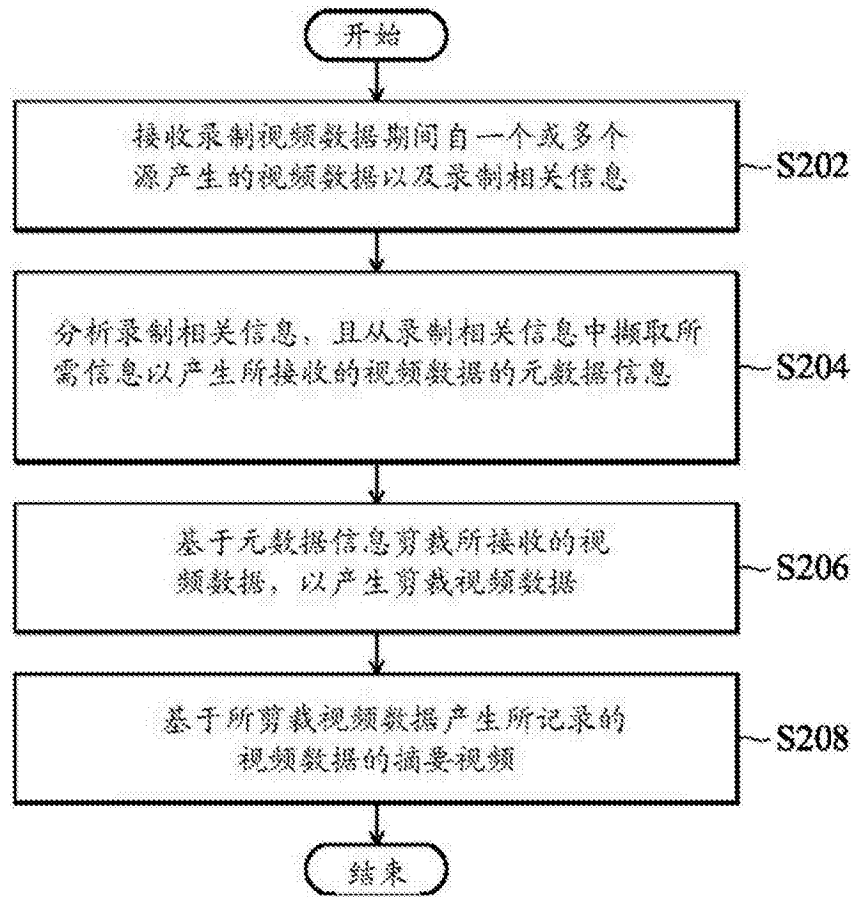 开始
接收录制视频数据期间自一个或多个
源产生的视频数据以及录制相关信息
S202
分析录制相关信息、且从录制相关信息中撷取所
需信息以产生所接收的视频数据的元数据信息
S204
基于元数据信息剪裁所接收的视
频数据，以产生剪裁视频数据
S206
基于所剪裁视频数据产生所记录的
视频数据的摘要视频
S208
结束